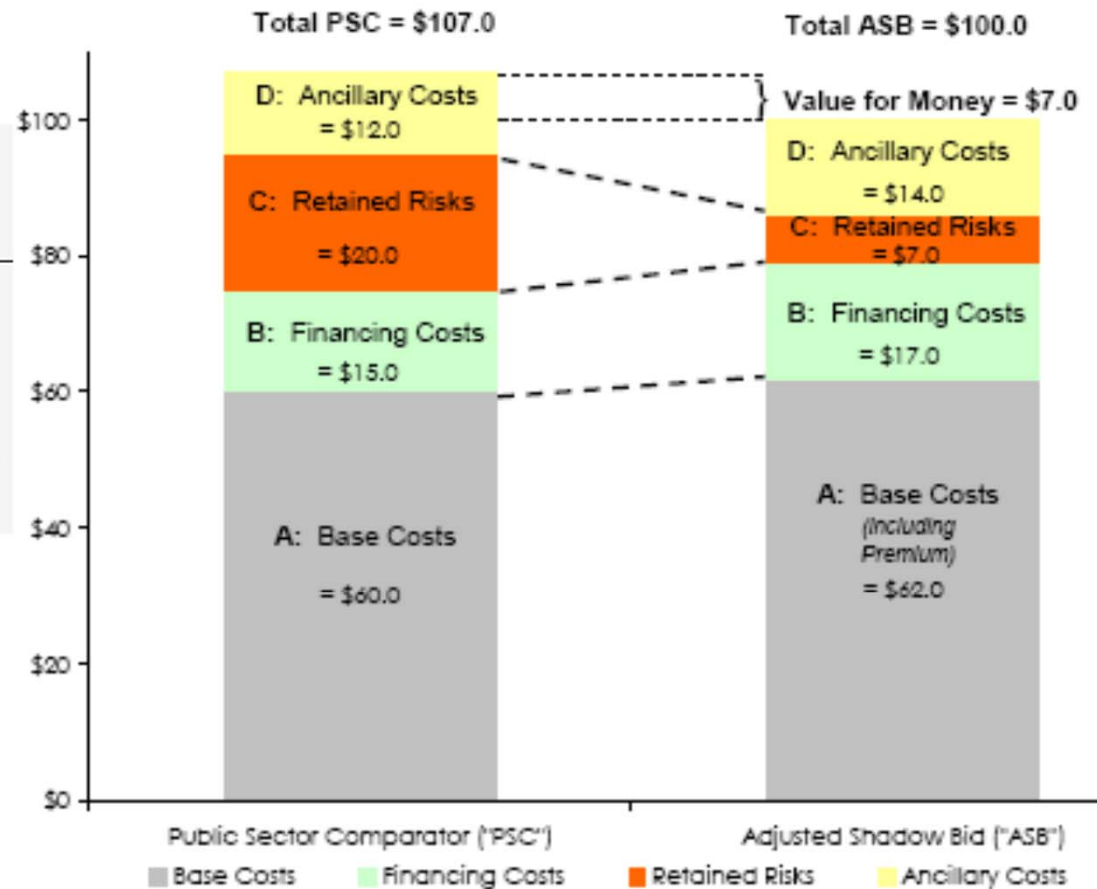 Total PSC = $107.0
Total ASB = $100.0
Value for Money = $7.0
$100
$80
$60
$40
$20
$0
D: Ancillary Costs
= $12.0
C: Retained Risks
= $20.0
B: Financing Costs
= $15.0
A: Base Costs
= $60.0
D: Ancillary Costs
= $14.0
C: Retained Risks
= $7.0
B: Financing Costs
= $17.0
A: Base Costs
(Including
Premium)
= $62.0
Public Sector Comparator ("PSC")
Adjusted Shadow Bid ("ASB")
Base Costs
Financing Costs
Retained Risks
Ancillary Costs